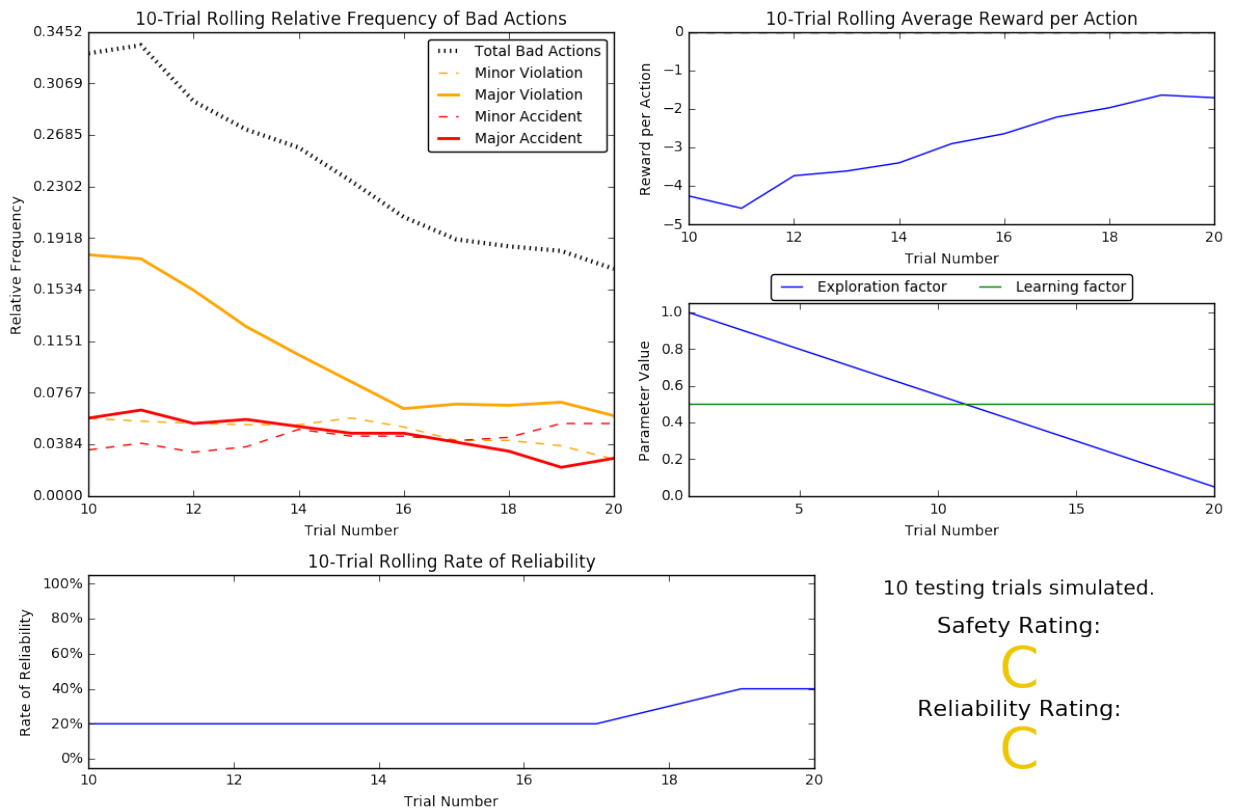 10-Trial Rolling Relative Frequency of Bad Actions
Relative Frequency
0.3452
0.3069
0.2685
0.2302
0.1918
0.1534
0.1151
0.0767
0.0384
0.0000
Total Bad Actions
Minor Violation
Major Violation
Minor Accident
Major Accident
10 12 14 16 18 20
Trial Number
10-Trial Rolling Average Reward per Action
Reward per Action
0
−1
−2
−3
−4
−5
10 12 14 16 18 20
Trial Number
Exploration factor Learning factor
Parameter Value
1.0
0.8
0.6
0.4
0.2
0.0
5 10 15 20
Trial Number
10-Trial Rolling Rate of Reliability
Rate of Reliability
100%
80%
60%
40%
20%
0%
10 12 14 16 18 20
Trial Number
10 testing trials simulated.
Safety Rating:
C
Reliability Rating:
C